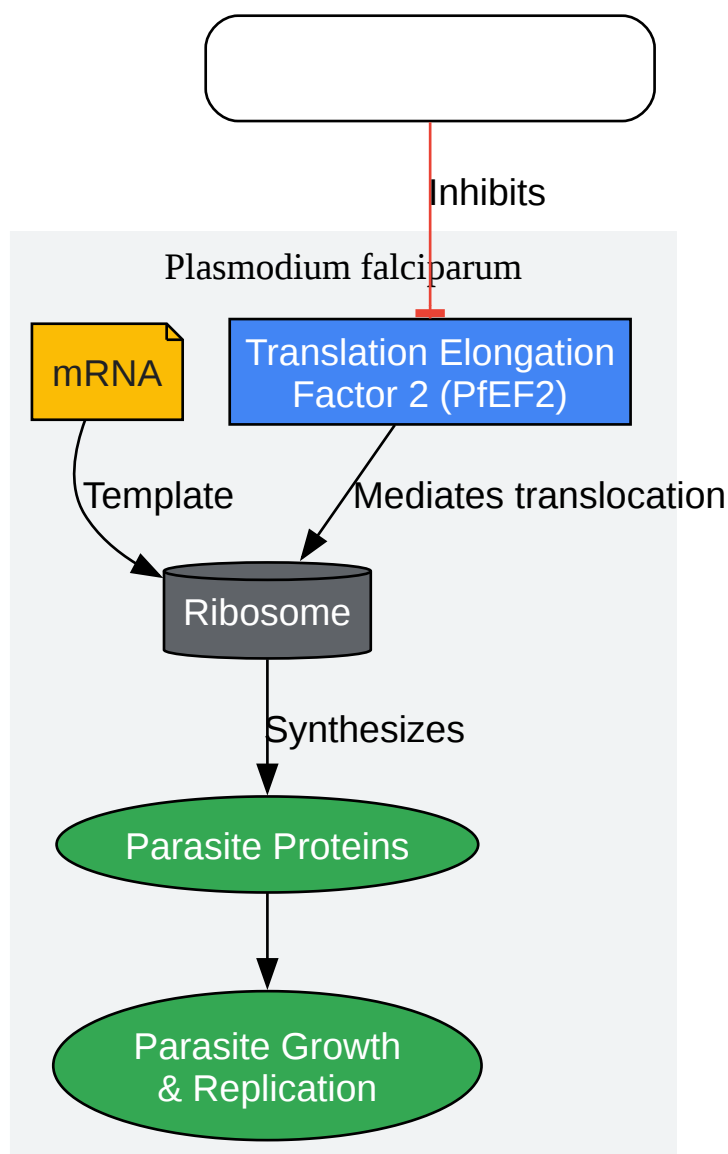 Inhibits
Plasmodium falciparum
mRNA
Translation Elongation
Factor 2 (PfEF2)
Template
Mediates translocation
Ribosome
Synthesizes
Parasite Proteins
Parasite Growth
& Replication